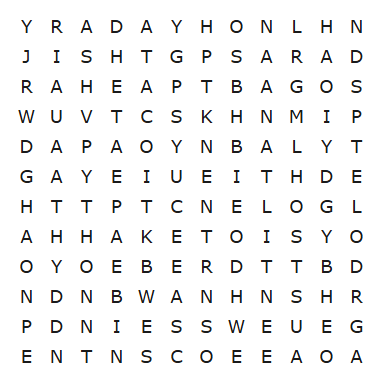 Y R A D A Y H O N L H N
J I S H T G P S A R A D
R A H E A P T B A G O S
W U V T C S K H N M I P
D A P A O Y N B A L Y T
G A Y E I U E I T H D E
H T T P T C N E L O G L
A H H A K E T O I S Y O
O Y O E B E R D T T B D
N D N B W A N H N S H R
P D N I E S S W E U E G
E N T N S C O E E A O A